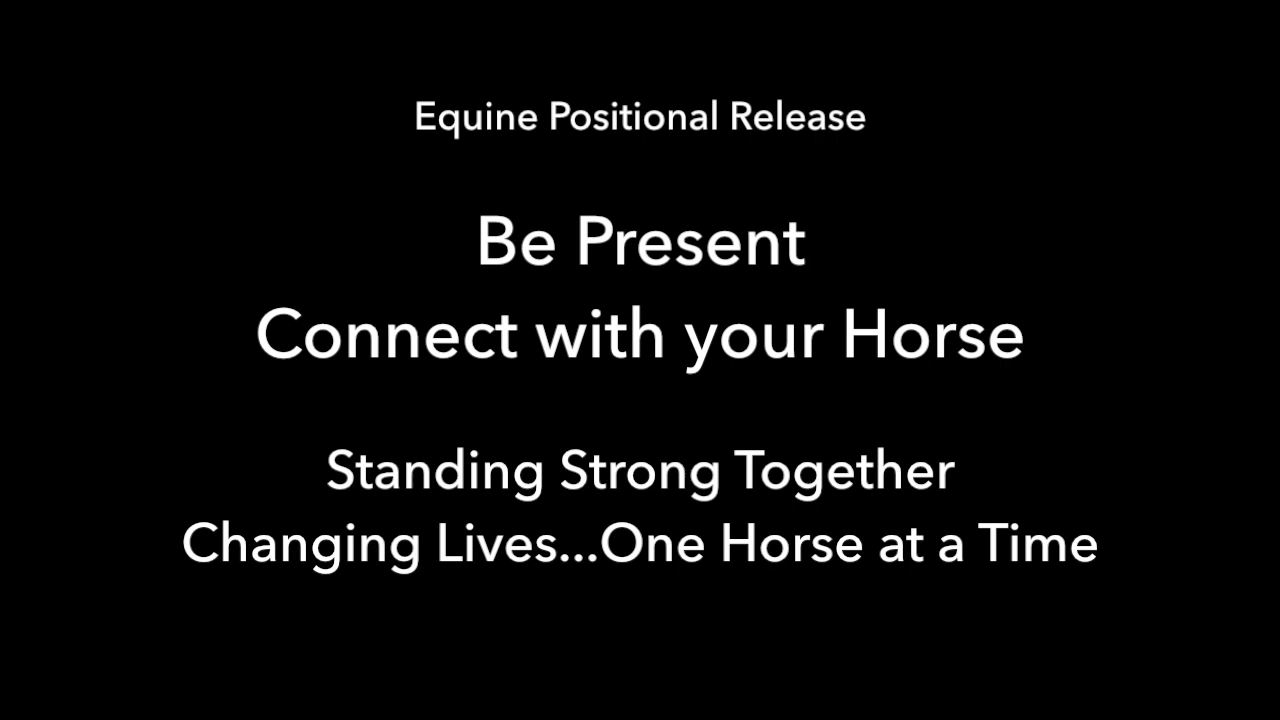 Equine Positional Release
Be Present
Connect with your Horse
Standing Strong Together
Changing Lives...One Horse at a Time